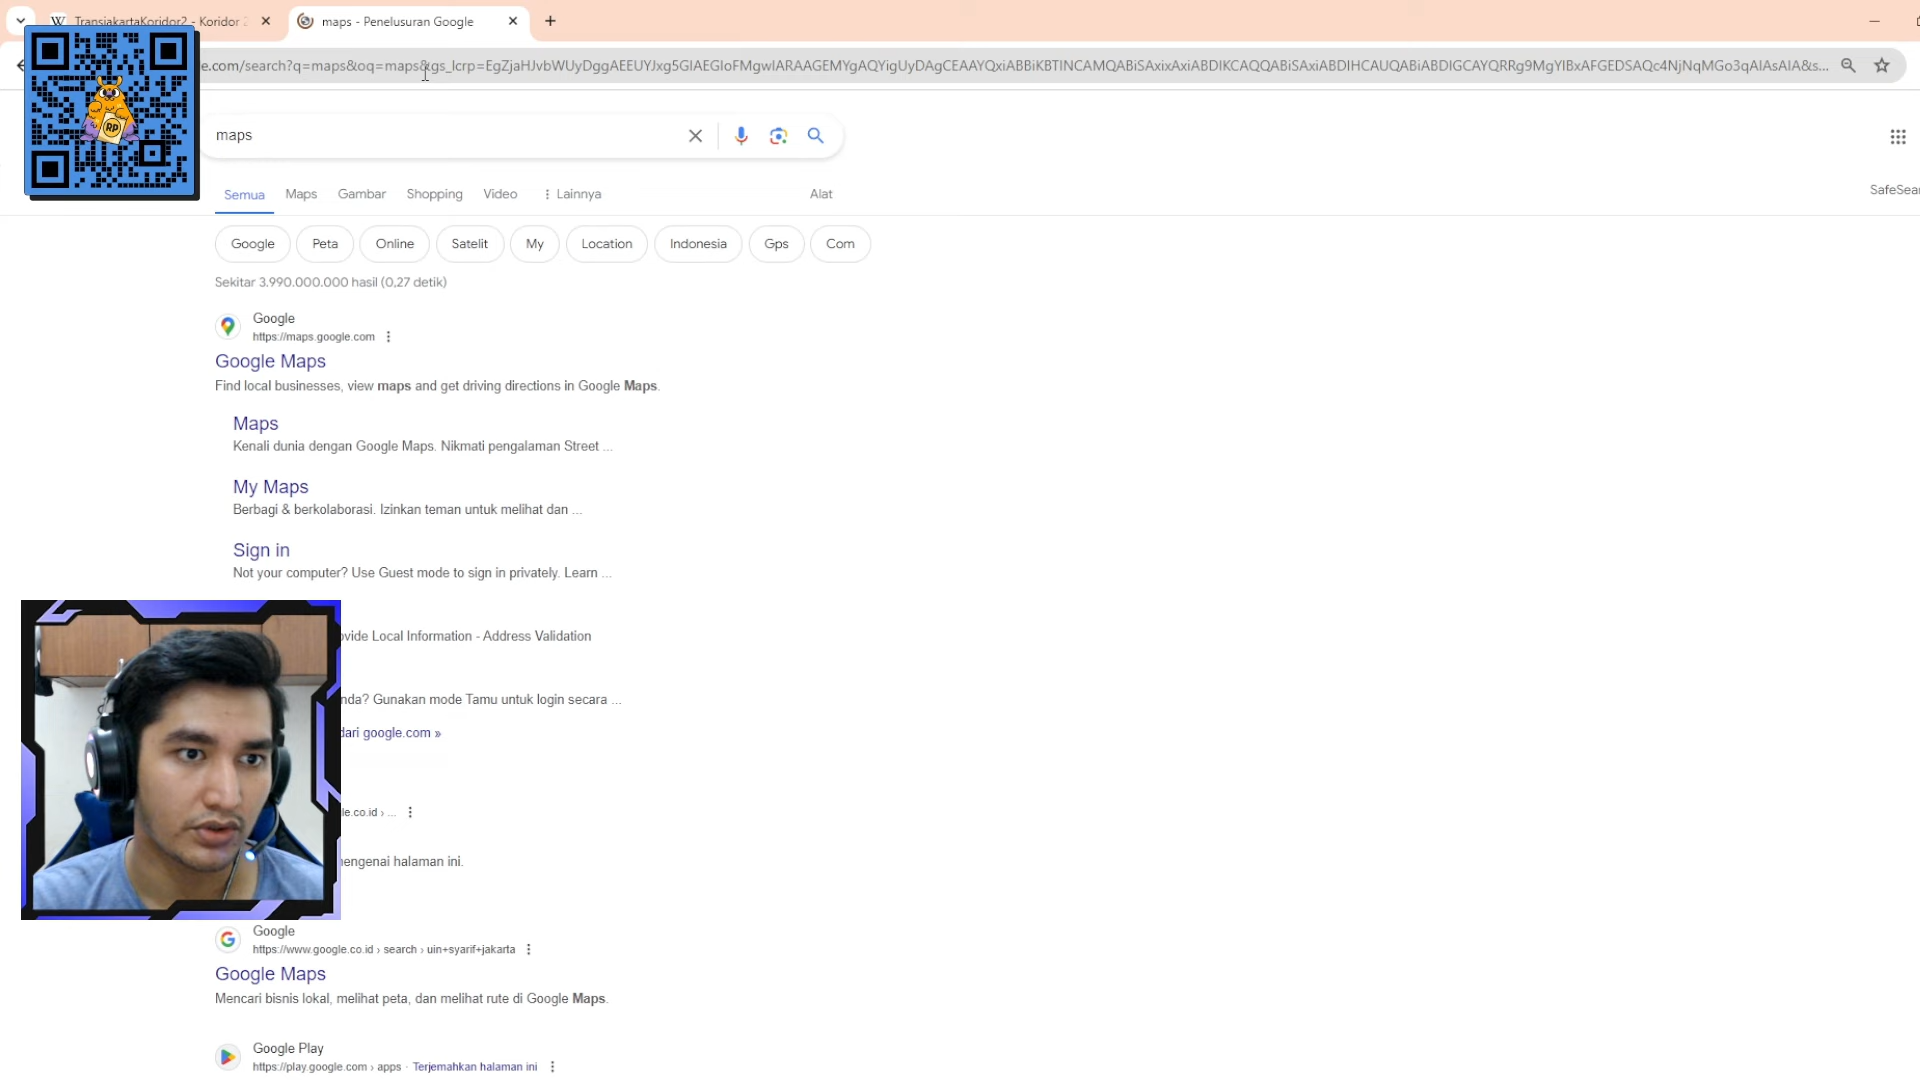 TransjakartaKoridor2 - Koridor 2
maps - Penelusuran Google
e.com/search?q=maps&oq=maps&gs_lcrp=
maps
SafeSear
Semua Maps Gambar Shopping Video Lainnya Alat
Google Peta Online Satelit My Location Indonesia Gps Com
Sekitar 3.990.000.000 hasil (0,27 detik)
Google
https://maps.google.com
Google Maps
Find local businesses, view maps and get driving directions in Google Maps.
Maps
Kenali dunia dengan Google Maps. Nikmati pengalaman Street ...
My Maps
Berbagi & berkolaborasi. Izinkan teman untuk melihat dan ...
Sign in
Not your computer? Use Guest mode to sign in privately. Learn ...
ovide Local Information - Address Validation
nda? Gunakan mode Tamu untuk login secara ...
dari google.com »
le.co.id › ...
mengenai halaman ini.
Google
https://www.google.co.id › search › uin+syarif+jakarta
Google Maps
Mencari bisnis lokal, melihat peta, dan melihat rute di Google Maps.
Google Play
https://play.google.com › apps · Terjemahkan halaman ini
RP